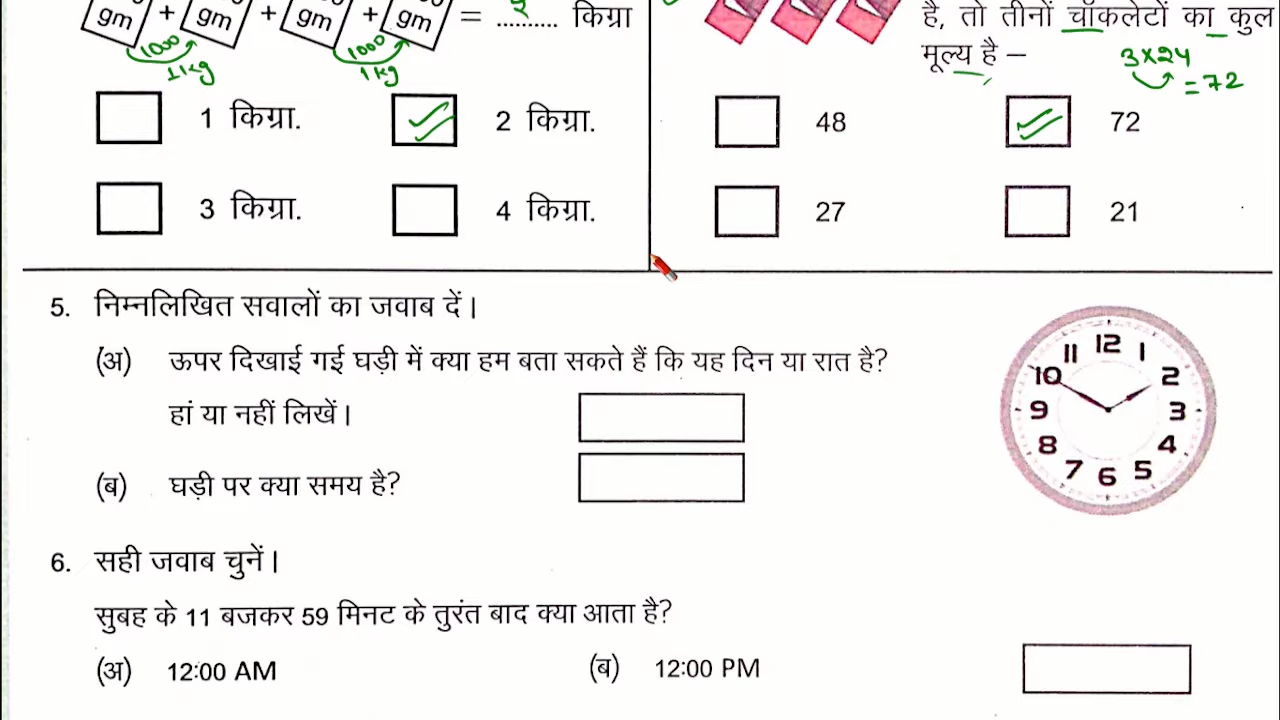 gm + gm + gm + gm = २ .......... किग्रा
1000 1000
1kg 1kg
1 किग्रा. 2 किग्रा.
3 किग्रा. 4 किग्रा.
है, तो तीनों चॉकलेटों का कुल
मूल्य है –
3×24
=72
48 72
27 21
5. निम्नलिखित सवालों का जवाब दें।
(अ) ऊपर दिखाई गई घड़ी में क्या हम बता सकते हैं कि यह दिन या रात है?
हां या नहीं लिखें।
(ब) घड़ी पर क्या समय है?
12 1 2 3 4 5 6 7 8 9 10 11
6. सही जवाब चुनें।
सुबह के 11 बजकर 59 मिनट के तुरंत बाद क्या आता है?
(अ) 12:00 AM (ब) 12:00 PM